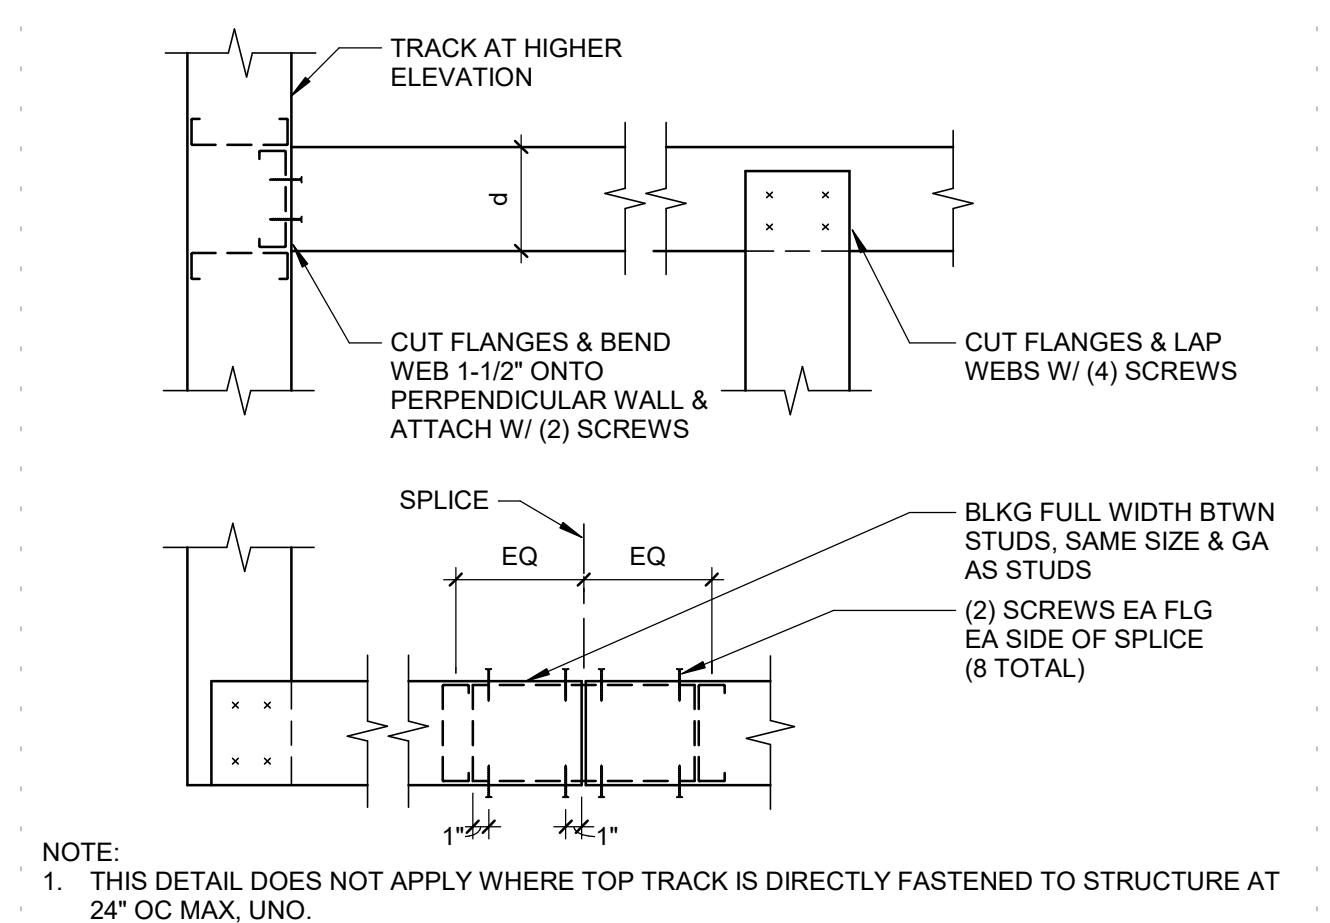 TRACK AT HIGHER
ELEVATION
d
CUT FLANGES & BEND
WEB 1-1/2" ONTO
PERPENDICULAR WALL &
ATTACH W/ (2) SCREWS
CUT FLANGES & LAP
WEBS W/ (4) SCREWS
SPLICE
EQ
EQ
BLKG FULL WIDTH BTWN
STUDS, SAME SIZE & GA
AS STUDS
(2) SCREWS EA FLG
EA SIDE OF SPLICE
(8 TOTAL)
1"
1"
NOTE:
1. THIS DETAIL DOES NOT APPLY WHERE TOP TRACK IS DIRECTLY FASTENED TO STRUCTURE AT
24" OC MAX, UNO.